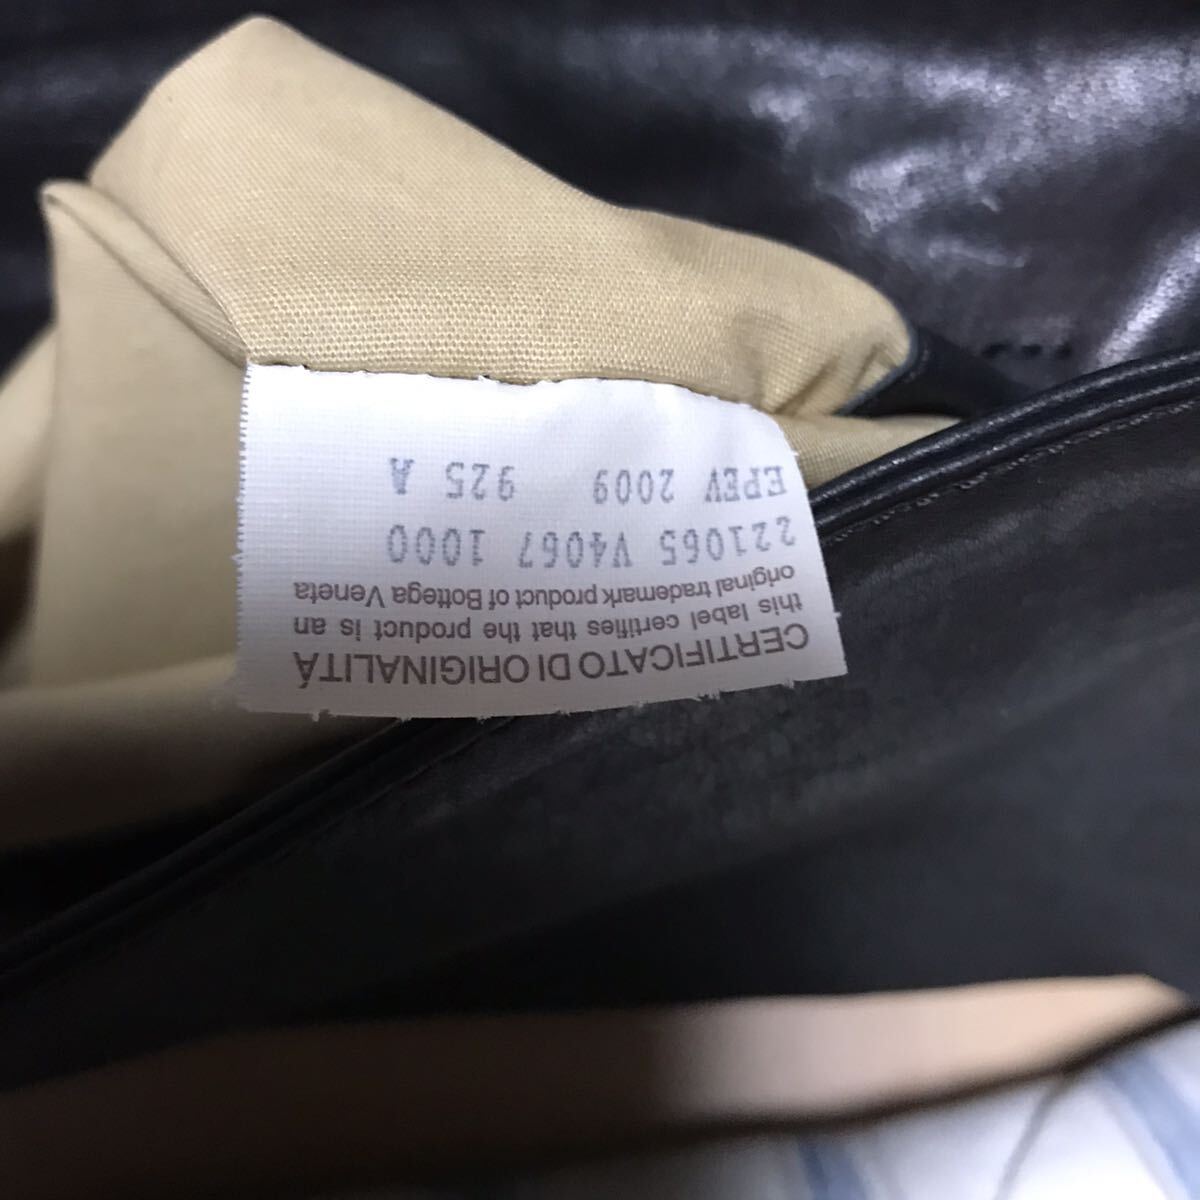 CERTIFICATO DI ORIGINALITÁ
this label certifies that the product is an
original trademark product of Bottega Veneta
221065 V4067 1000
EPEV 2009 925 A